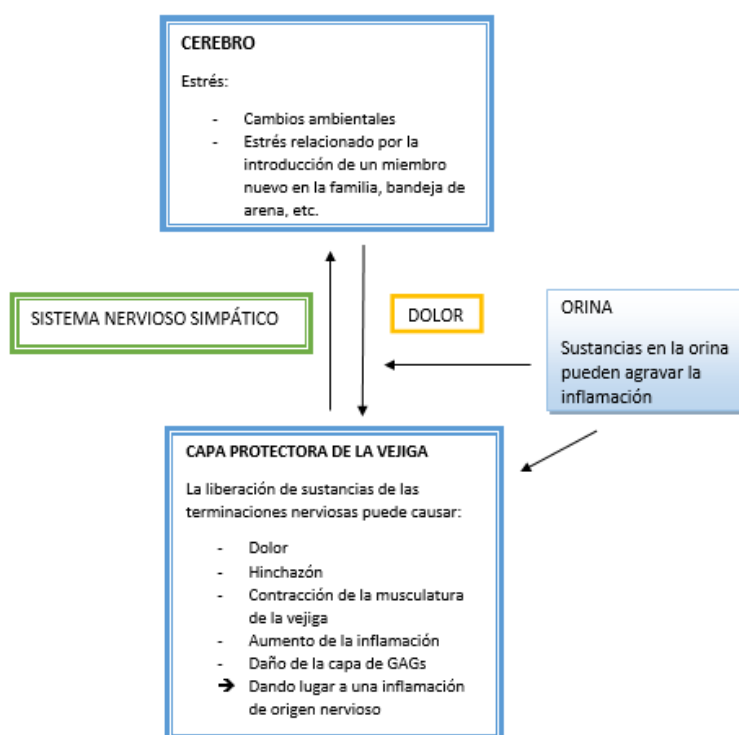 CEREBRO
Estrés:
- Cambios ambientales
- Estrés relacionado por la
introducción de un miembro
nuevo en la familia, bandeja de
arena, etc.
SISTEMA NERVIOSO SIMPÁTICO
DOLOR
ORINA
Sustancias en la orina
pueden agravar la
inflamación
CAPA PROTECTORA DE LA VEJIGA
La liberación de sustancias de las
terminaciones nerviosas puede causar:
- Dolor
- Hinchazón
- Contracción de la musculatura
de la vejiga
- Aumento de la inflamación
- Daño de la capa de GAGs
➔ Dando lugar a una inflamación
de origen nervioso